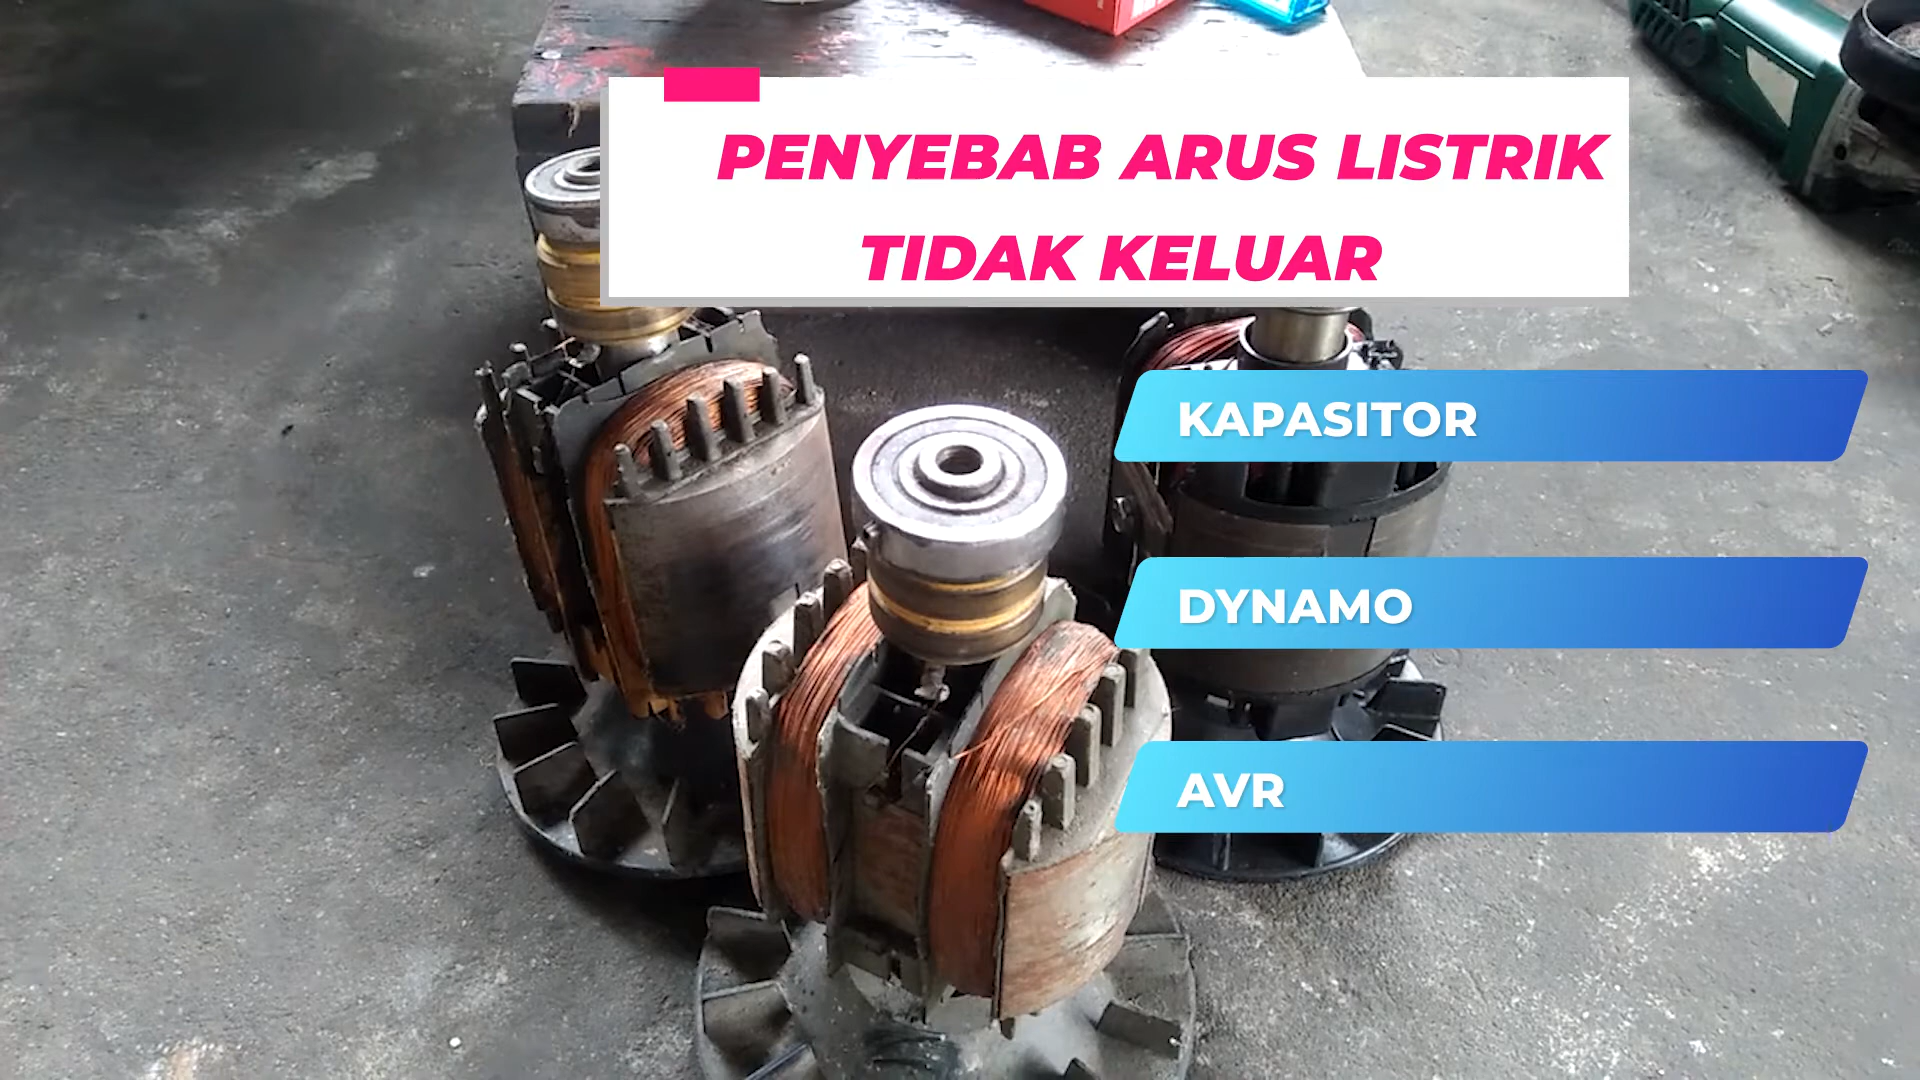 PENYEBAB ARUS LISTRIK
TIDAK KELUAR
KAPASITOR
DYNAMO
AVR